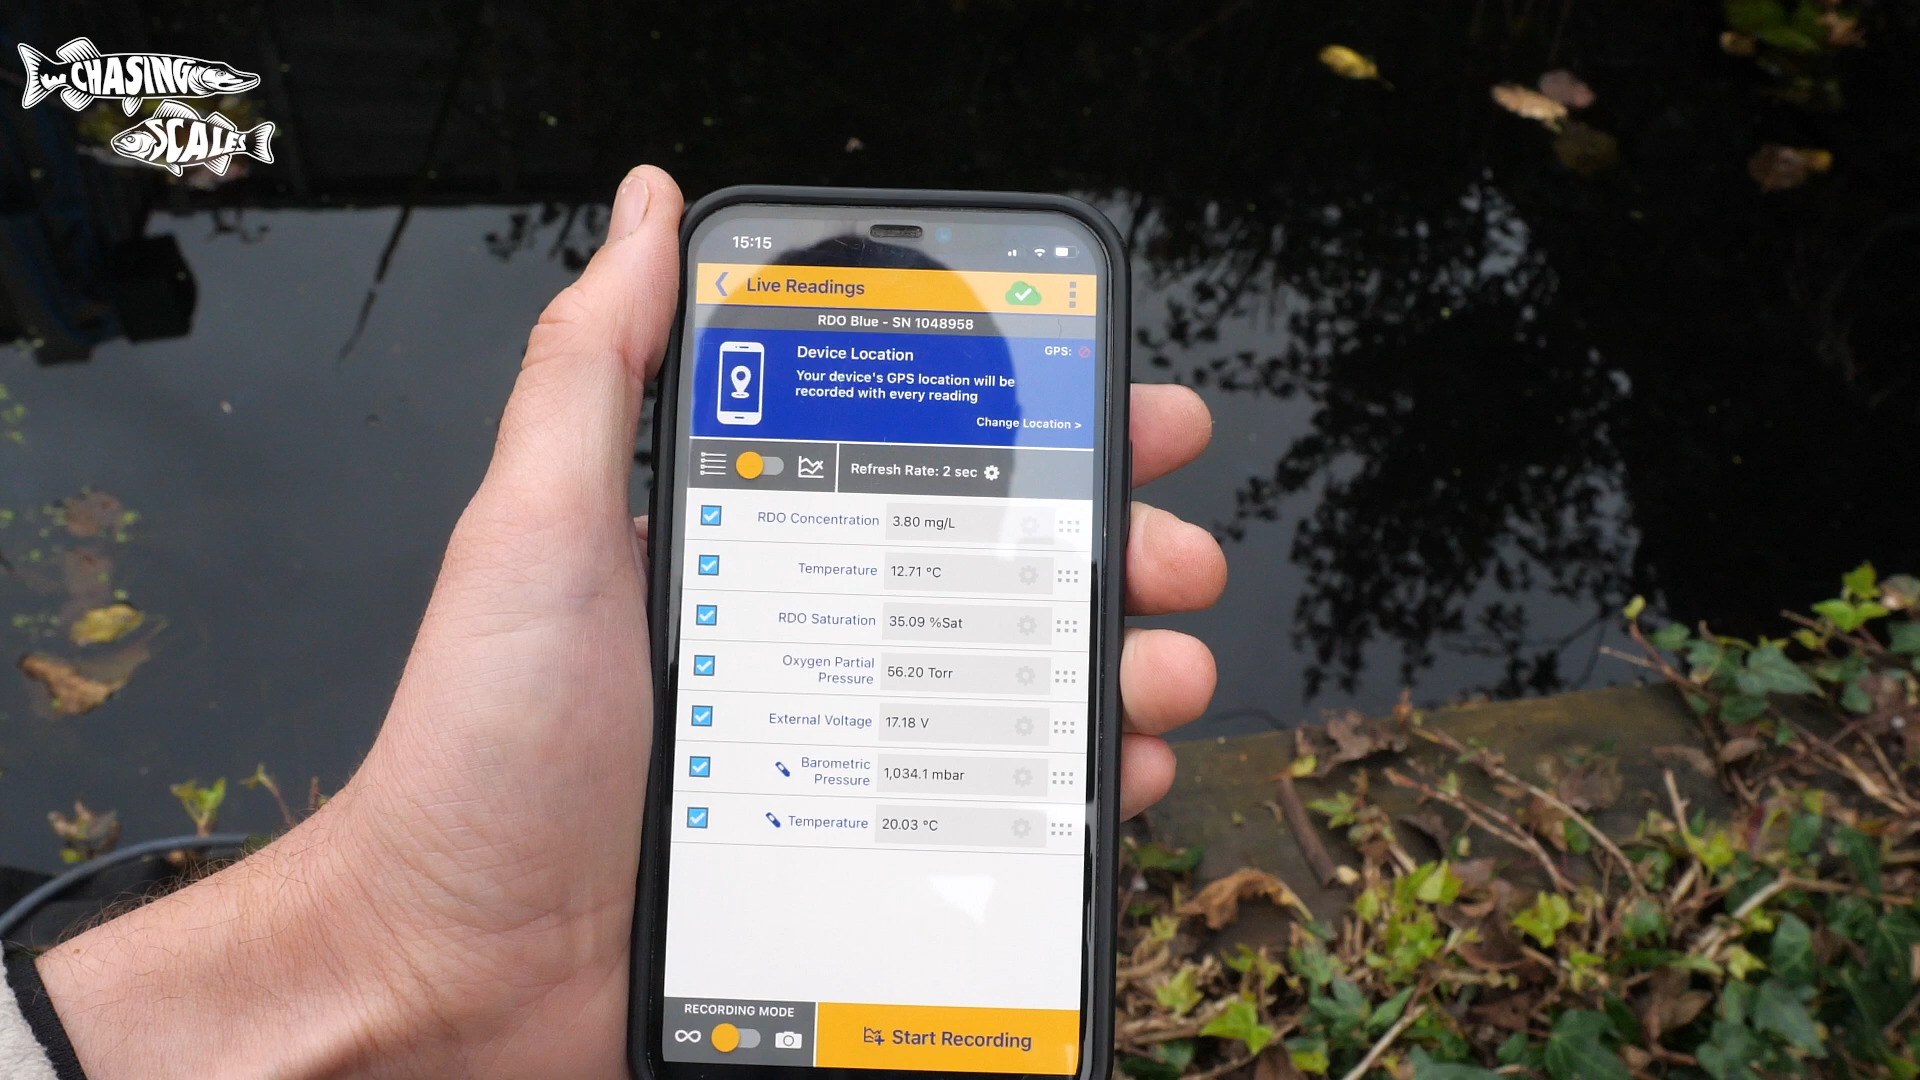 CHASING
SCALES
15:15
Live Readings
RDO Blue - SN 1048958
Device Location
GPS:
Your device's GPS location will be
recorded with every reading
Change Location >
Refresh Rate: 2 sec
RDO Concentration 3.80 mg/L
Temperature 12.71 °C
RDO Saturation 35.09 %Sat
Oxygen Partial
Pressure 56.20 Torr
External Voltage 17.18 V
Barometric
Pressure 1,034.1 mbar
Temperature 20.03 °C
RECORDING MODE
Start Recording